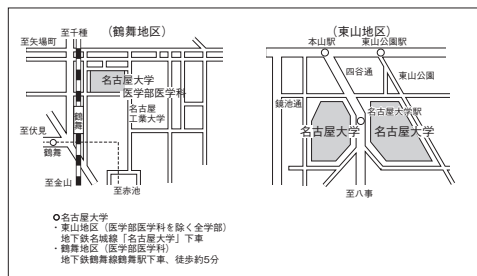 (鶴舞地区)
至千種
至矢場町
名古屋大学
医学部医学科
名古屋
工業大学
鶴舞
至伏見
鶴舞
至金山
至赤池
(東山地区)
本山駅
東山公園駅
四谷通
東山公園
鏡池通
名古屋大学駅
名古屋大学
名古屋大学
至八事
○名古屋大学
・東山地区(医学部医学科を除く全学部)
地下鉄名城線「名古屋大学」下車
・鶴舞地区(医学部医学科)
地下鉄鶴舞線鶴舞駅下車、徒歩約5分